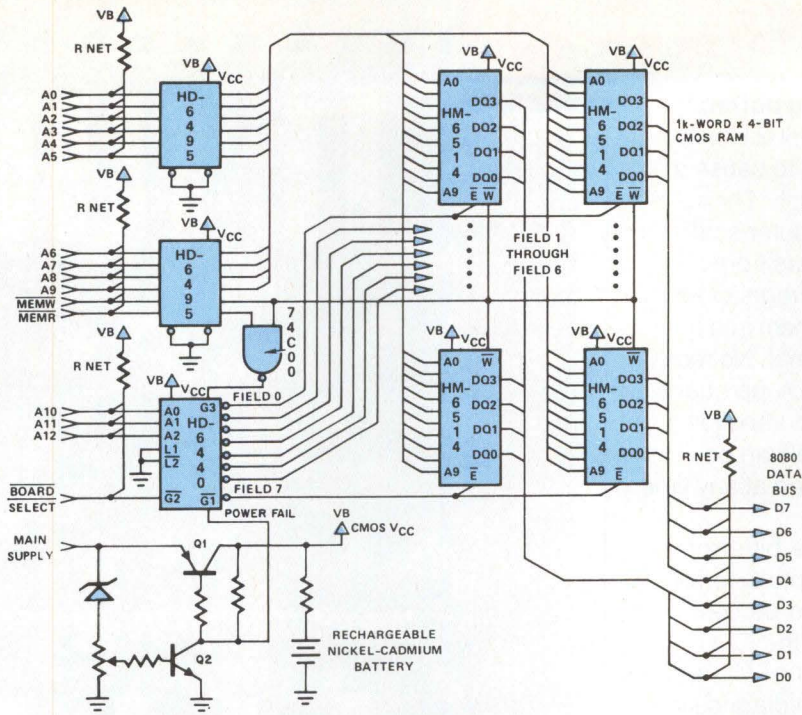 VB
R NET
VB
VCC
A0
A1
A2
A3
A4
A5
HD-
6
4
9
5
VB
R NET
VB
VCC
A6
A7
A8
A9
MEMW
MEMR
HD-
6
4
9
5
7
4
C
0
0
VB
R NET
VB
VCC
A10
A11
A12
A0
A1
A2
L1
L2
G2
G3
HD-
6
4
4
0
G1
FIELD 0
FIELD 7
BOARD
SELECT
POWER FAIL
MAIN
SUPPLY
Q1
Q2
VB
CMOS VCC
RECHARGEABLE
NICKEL-CADMIUM
BATTERY
VB
VCC
A0
HM-
6
5
1
4
A9
DQ3
DQ2
DQ1
DQ0
E
W
VB
VCC
A0
HM-
6
5
1
4
A9
DQ3
DQ2
DQ1
DQ0
E
W
1k-WORD x 4-BIT
CMOS RAM
FIELD 1
THROUGH
FIELD 6
VB
VCC
A0
HM-
6
5
1
4
A9
W
DQ3
DQ2
DQ1
DQ0
E
VB
VCC
A0
HM-
6
5
1
4
A9
W
DQ3
DQ2
DQ1
DQ0
E
VB
R NET
8080
DATA
BUS
D7
D6
D5
D4
D3
D2
D1
D0